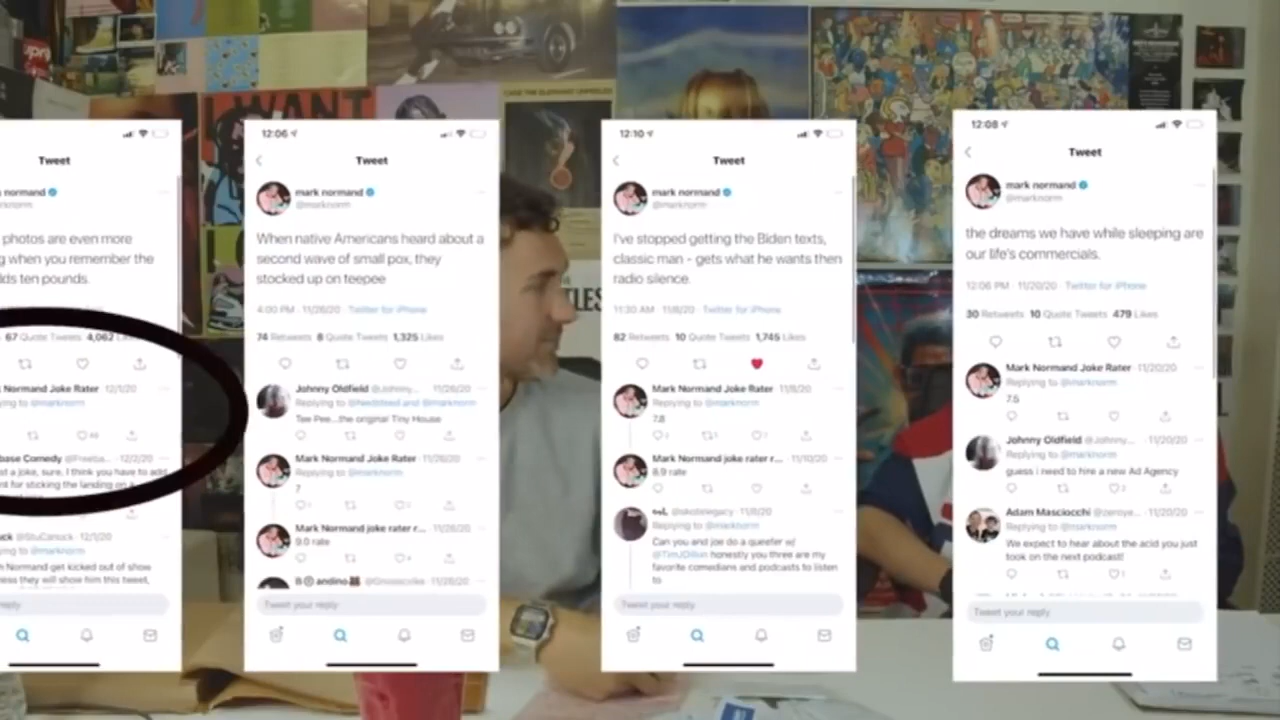 Tweet
normand
photos are even more
g when you remember the
lds ten pounds.
67 Quote Tweets 4,062
Normand Joke Rater 12/1/20
ying to @marknorm
base Comedy
12/2/20
st a joke, sure. I think you have to add
nt for sticking the landing on a
@StuCanuck 12/1/20
ying to @marknorm
n Normand get kicked out of show
ness they will show him this tweet,
reply
12:06
Tweet
mark normand
@marknorm
When native Americans heard about a
second wave of small pox, they
stocked up on teepee
4:00 PM · 11/26/20 · Twitter for iPhone
74 Retweets 8 Quote Tweets 1,325 Likes
Johnny Oldfield @Johnny... · 11/26/20
Replying to @Neddfeed and @marknorm
Tee Pee...the original Tiny House
Mark Normand Joke Rater · 11/26/20
Replying to @marknorm
7
Mark Normand joke rater r... · 11/26/20
9.0 rate
andino
11/26/20
Tweet your reply
12:10
Tweet
mark normand
@marknorm
I've stopped getting the Biden texts,
classic man - gets what he wants then
radio silence.
11:30 AM · 11/8/20 · Twitter for iPhone
82 Retweets 10 Quote Tweets 1,745 Likes
Mark Normand Joke Rater · 11/8/20
Replying to @marknorm
7.8
Mark Normand joke rater r... · 11/10/20
8.9 rate
11/8/20
Replying to @marknorm
Can you and joe do a queefer w/
@TimJDillon honestly you three are my
favorite comedians and podcasts to listen
to
Tweet your reply
12:08
Tweet
mark normand
@marknorm
the dreams we have while sleeping are
our life's commercials.
12:06 PM · 11/20/20 · Twitter for iPhone
30 Retweets 10 Quote Tweets 479 Likes
Mark Normand Joke Rater · 11/20/20
Replying to @marknorm
7.5
Johnny Oldfield @Johnny... · 11/20/20
Replying to @marknorm
guess i need to hire a new Ad Agency
Adam Masciocchi @zeroye... · 11/20/20
Replying to @marknorm
We expect to hear about the acid you just
took on the next podcast!
Tweet your reply
I WANT